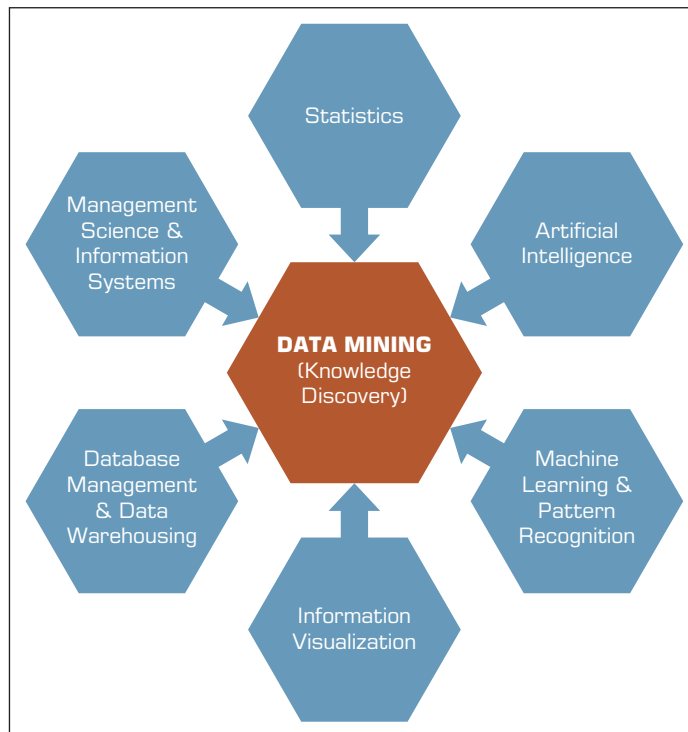 Statistics
Management
Science &
Information
Systems
Artificial
Intelligence
DATA MINING
(Knowledge
Discovery)
Database
Management
& Data
Warehousing
Machine
Learning &
Pattern
Recognition
Information
Visualization